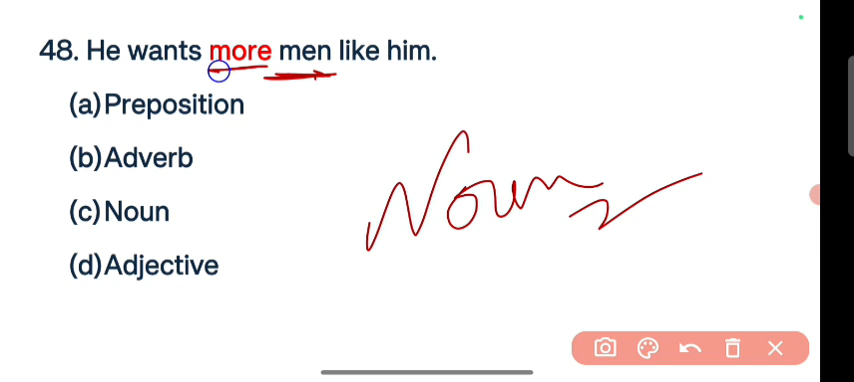 48. He wants more men like him.
(a) Preposition
(b) Adverb
(c) Noun
(d) Adjective
Noun